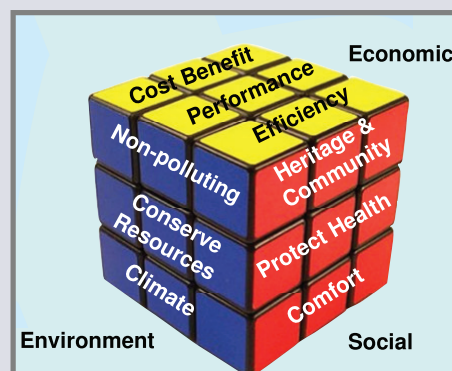 Economic
Cost Benefit
Performance
Efficiency
Non-polluting
Conserve
Resources
Climate
Heritage &
Community
Protect Health
Comfort
Environment
Social